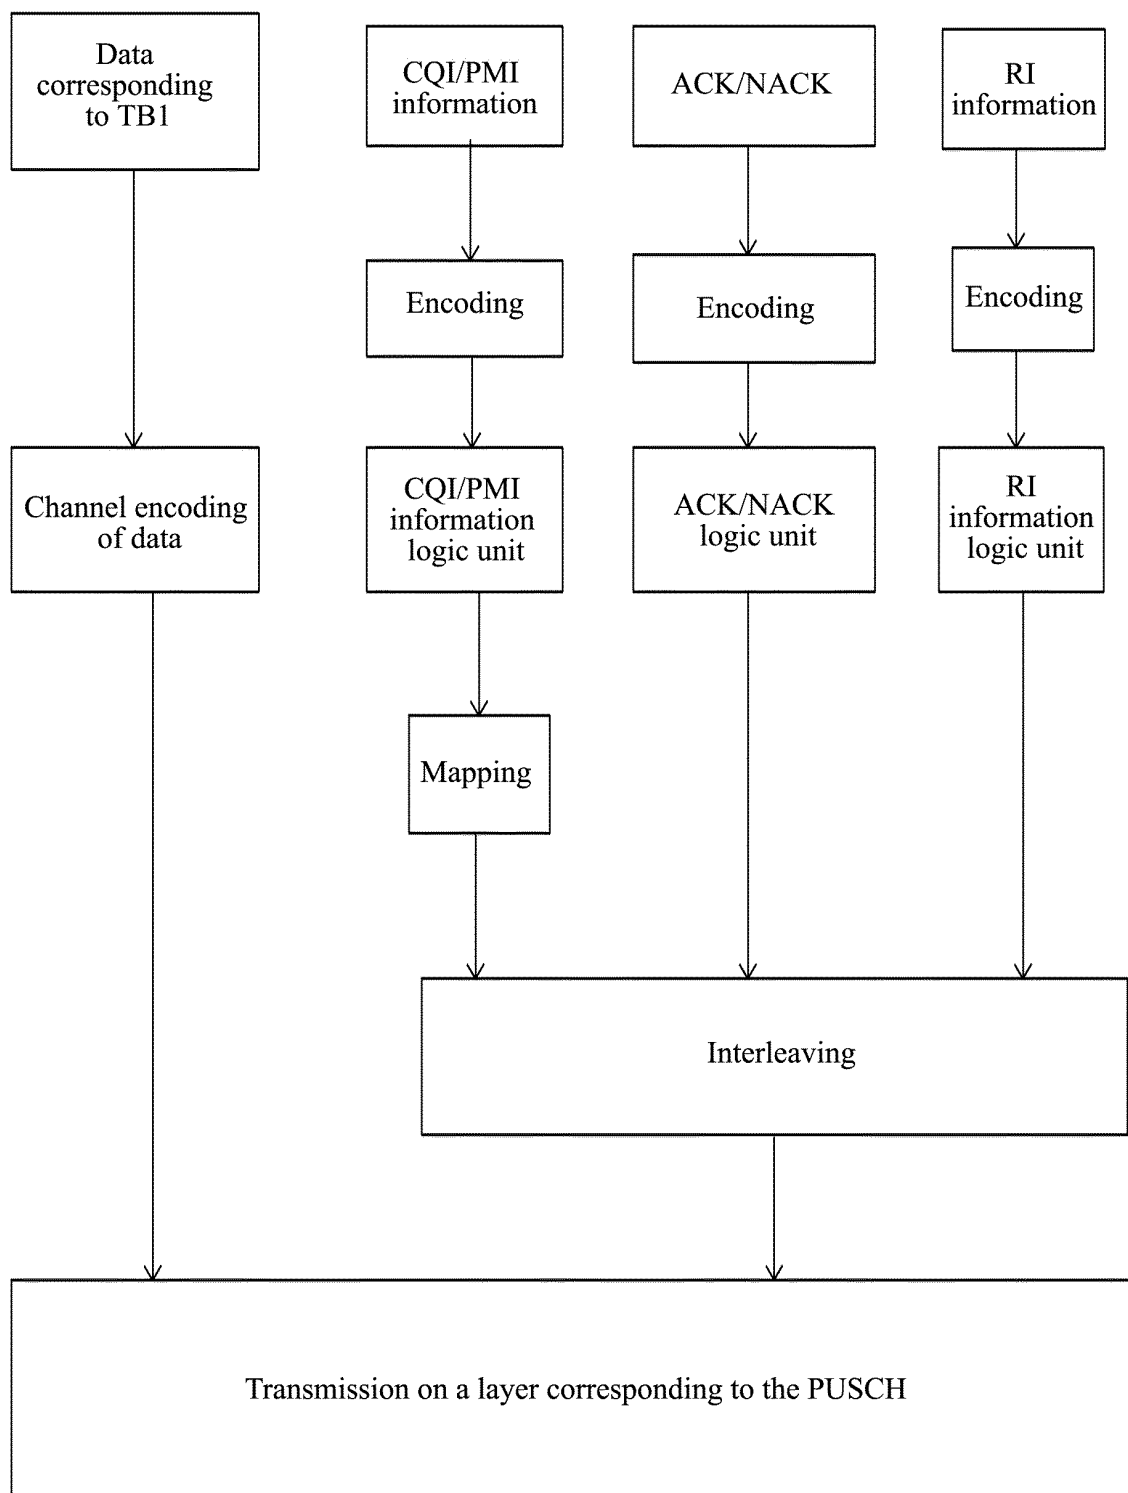 Data
corresponding
to TB1
CQI/PMI
information
ACK/NACK
RI
information
Encoding
Encoding
Encoding
Channel encoding
of data
CQI/PMI
information
logic unit
ACK/NACK
logic unit
RI
information
logic unit
Mapping
Interleaving
Transmission on a layer corresponding to the PUSCH